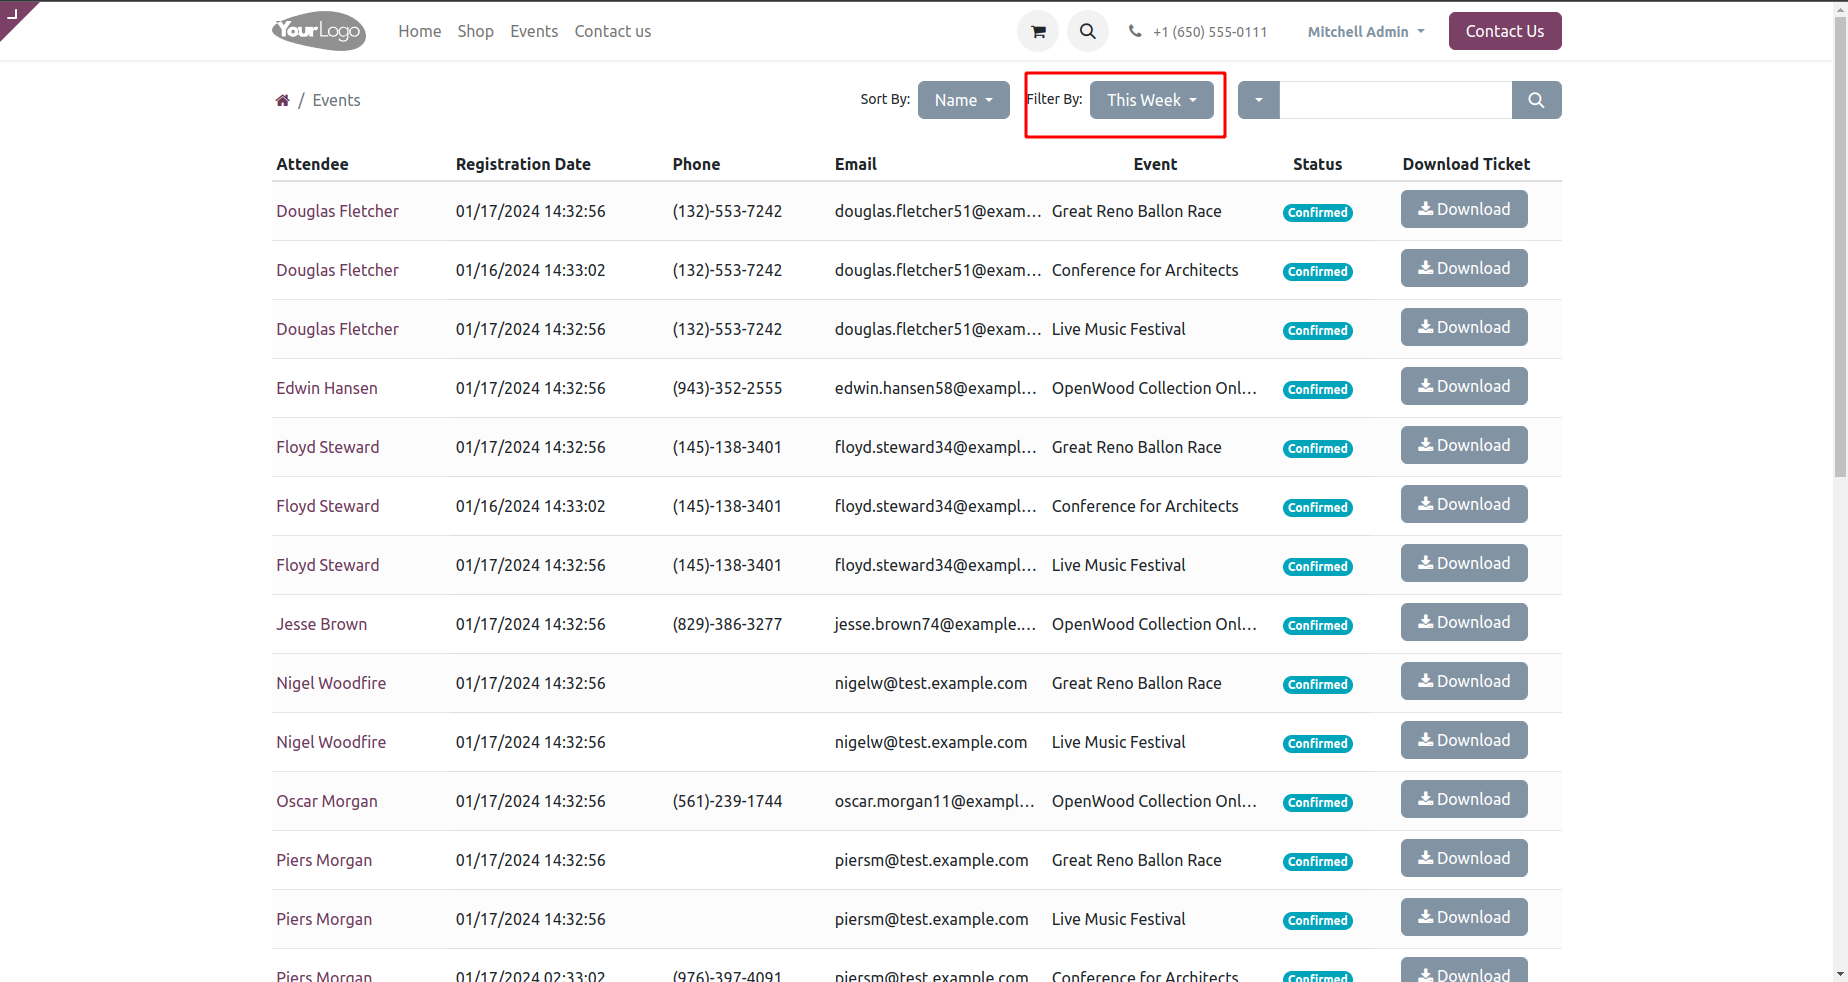 YourLogo Home Shop Events Contact us +1 (650) 555-0111 Mitchell Admin Contact Us
/ Events Sort By: Name Filter By: This Week
Attendee Registration Date Phone Email Event Status Download Ticket
Douglas Fletcher 01/17/2024 14:32:56 (132)-553-7242 douglas.fletcher51@exam... Great Reno Ballon Race Confirmed Download
Douglas Fletcher 01/16/2024 14:33:02 (132)-553-7242 douglas.fletcher51@exam... Conference for Architects Confirmed Download
Douglas Fletcher 01/17/2024 14:32:56 (132)-553-7242 douglas.fletcher51@exam... Live Music Festival Confirmed Download
Edwin Hansen 01/17/2024 14:32:56 (943)-352-2555 edwin.hansen58@exampl... OpenWood Collection Onl... Confirmed Download
Floyd Steward 01/17/2024 14:32:56 (145)-138-3401 floyd.steward34@exampl... Great Reno Ballon Race Confirmed Download
Floyd Steward 01/16/2024 14:33:02 (145)-138-3401 floyd.steward34@exampl... Conference for Architects Confirmed Download
Floyd Steward 01/17/2024 14:32:56 (145)-138-3401 floyd.steward34@exampl... Live Music Festival Confirmed Download
Jesse Brown 01/17/2024 14:32:56 (829)-386-3277 jesse.brown74@example.... OpenWood Collection Onl... Confirmed Download
Nigel Woodfire 01/17/2024 14:32:56 nigelw@test.example.com Great Reno Ballon Race Confirmed Download
Nigel Woodfire 01/17/2024 14:32:56 nigelw@test.example.com Live Music Festival Confirmed Download
Oscar Morgan 01/17/2024 14:32:56 (561)-239-1744 oscar.morgan11@exampl... OpenWood Collection Onl... Confirmed Download
Piers Morgan 01/17/2024 14:32:56 piersm@test.example.com Great Reno Ballon Race Confirmed Download
Piers Morgan 01/17/2024 14:32:56 piersm@test.example.com Live Music Festival Confirmed Download
Piers Morgan 01/17/2024 02:33:02 (976)-397-4091 piersm@test.example.com Conference for Architects Confirmed Download